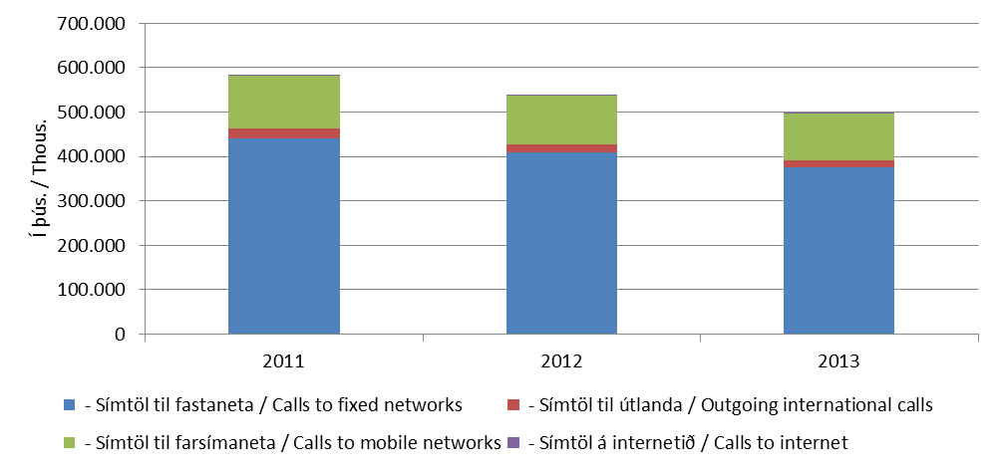 700.000
600.000
500.000
400.000
300.000
200.000
100.000
0
Í þús. / Thous.
2011 2012 2013
- Símtöl til fastaneta / Calls to fixed networks - Símtöl til útlanda / Outgoing international calls
- Símtöl til farsímaneta / Calls to mobile networks - Símtöl á internetið / Calls to internet